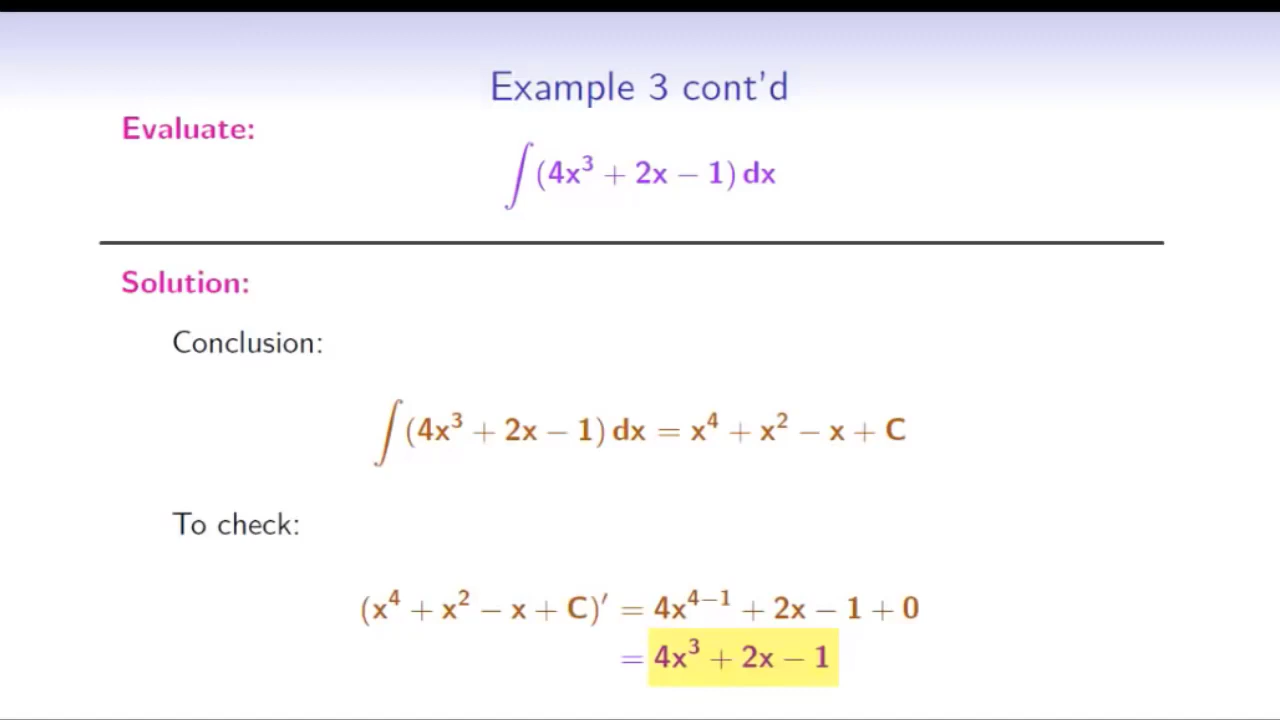 Example 3 cont'd
Evaluate:
∫(4x³ + 2x − 1) dx
Solution:
Conclusion:
∫(4x³ + 2x − 1) dx = x⁴ + x² − x + C
To check:
(x⁴ + x² − x + C)′ = 4x⁴⁻¹ + 2x − 1 + 0
= 4x³ + 2x − 1